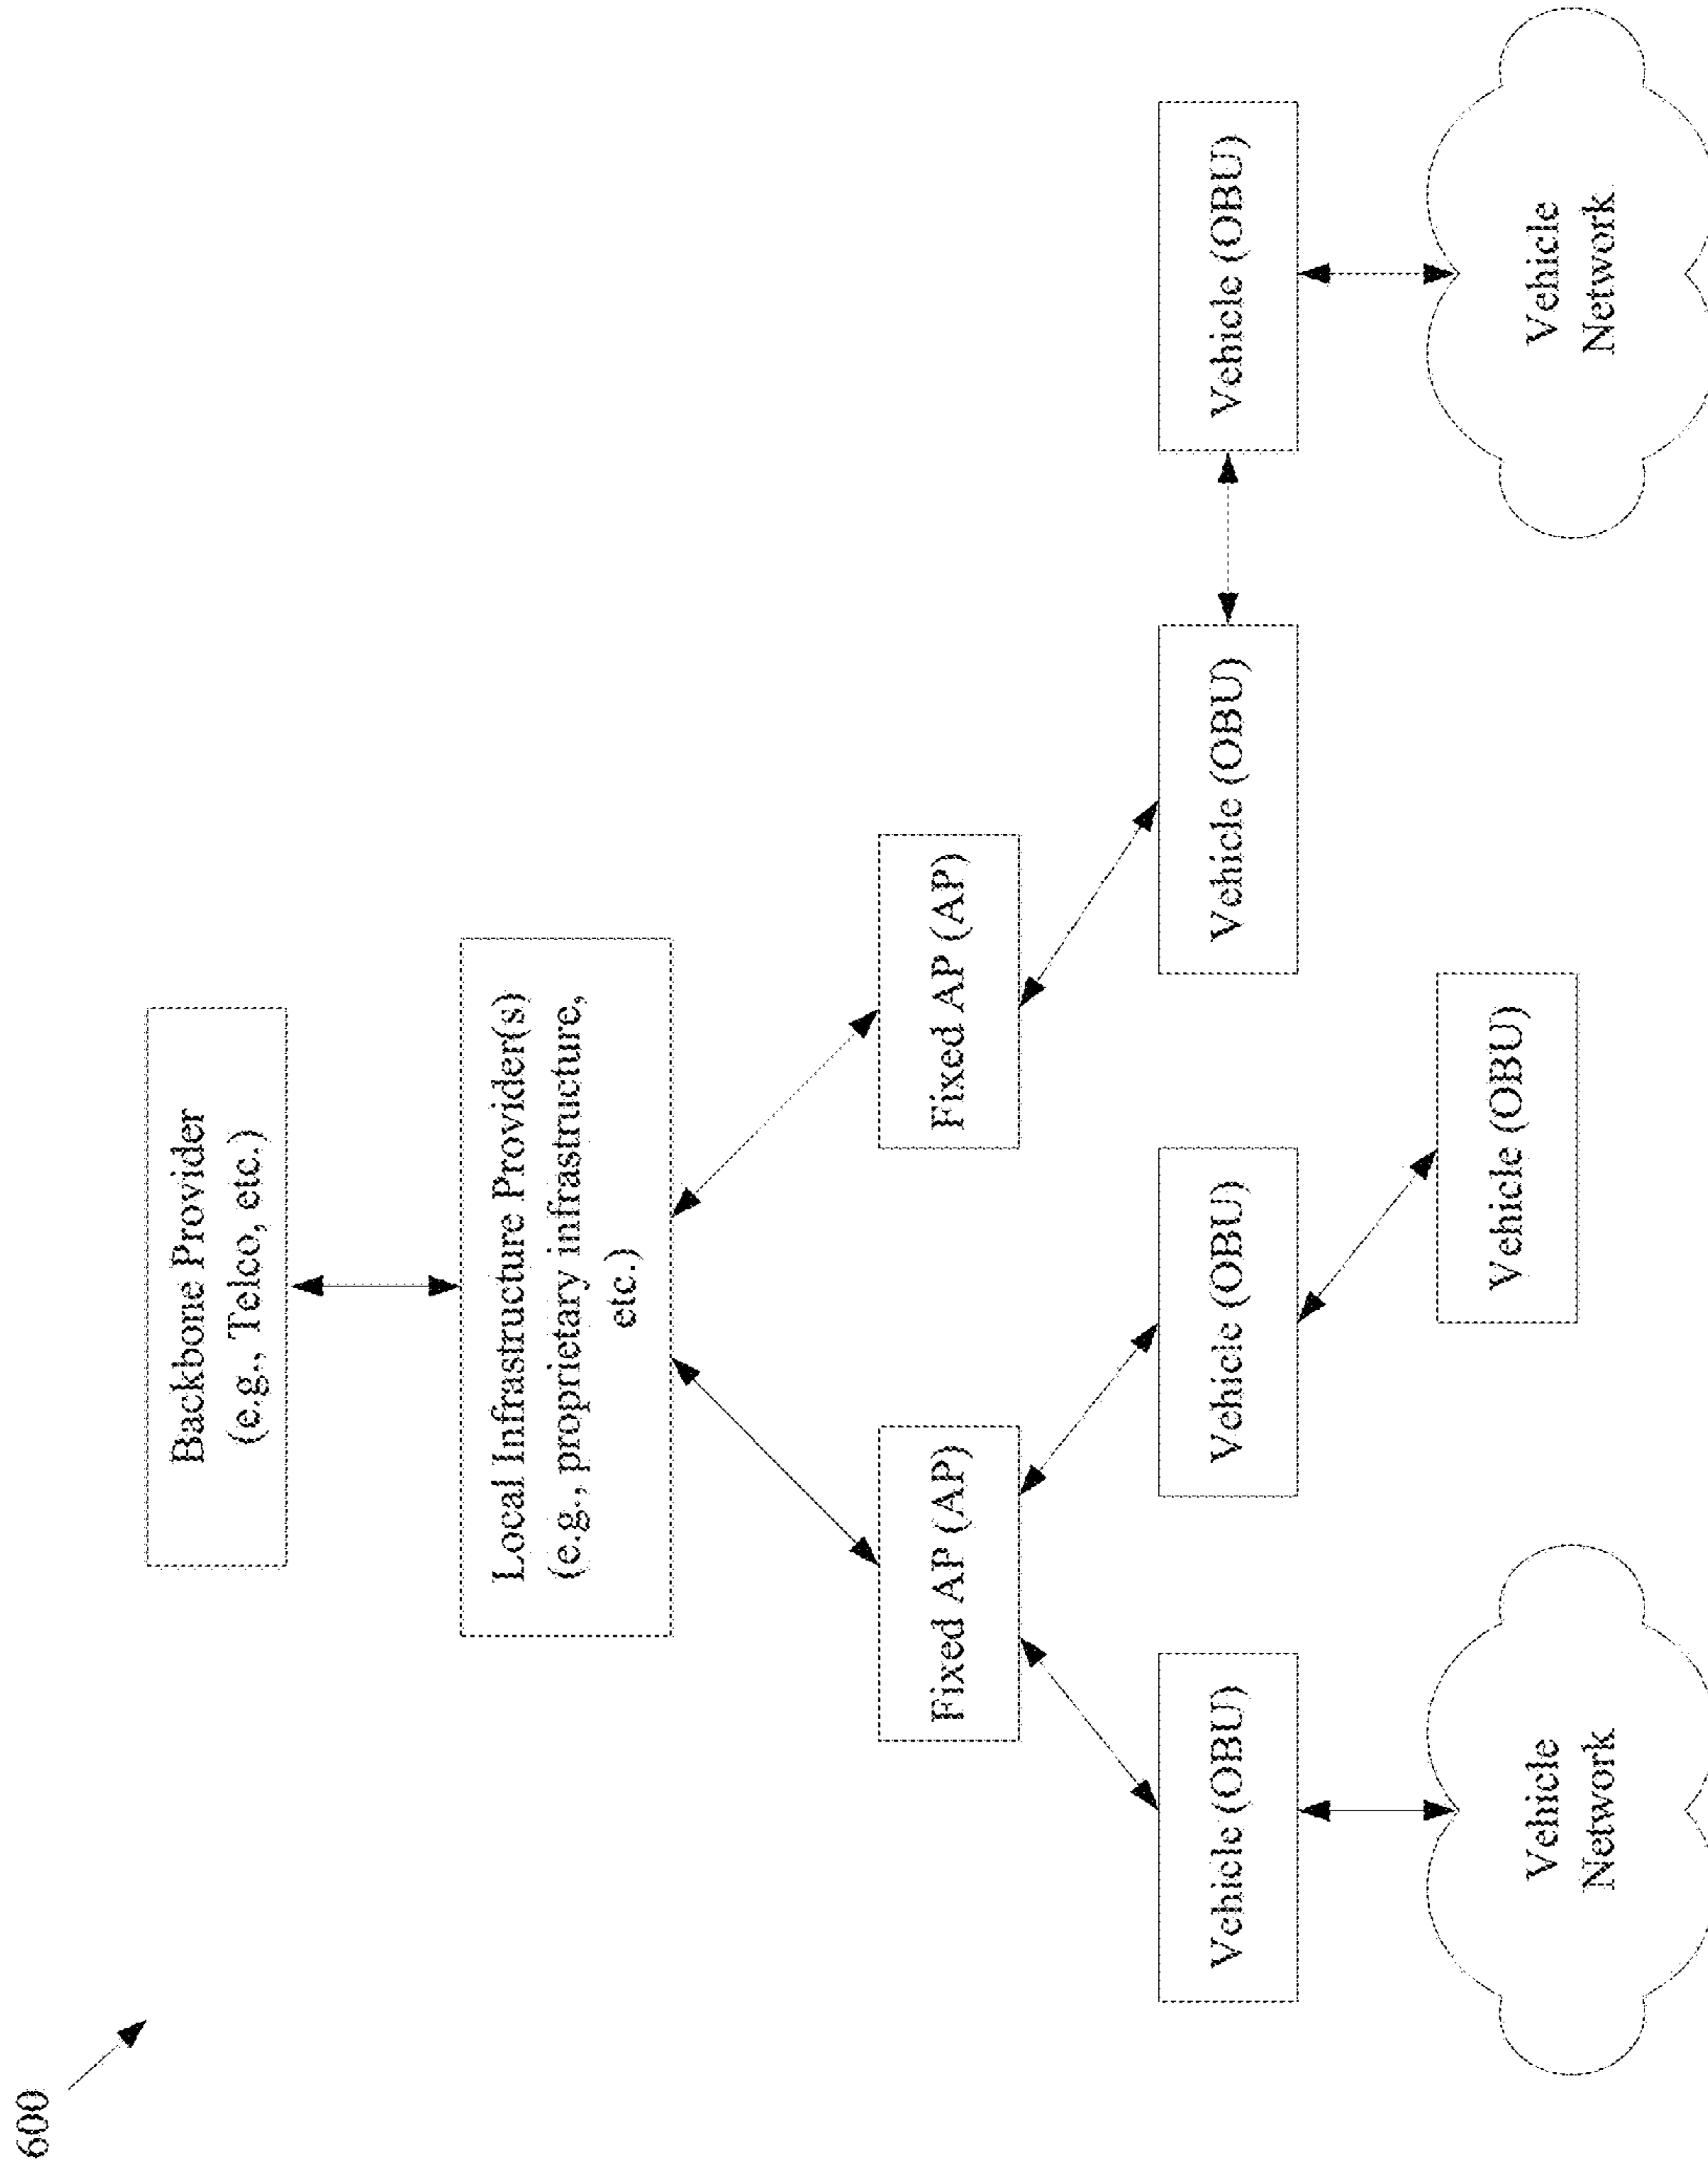 600
Backbone Provider
(e.g., Telco, etc.)
Local Infrastructure Provider(s)
(e.g., proprietary infrastructure,
etc.)
Fixed AP (AP)
Fixed AP (AP)
Vehicle (OBU)
Vehicle (OBU)
Vehicle (OBU)
Vehicle (OBU)
Vehicle (OBU)
Vehicle
Network
Vehicle
Network